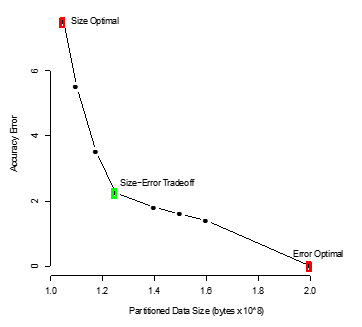 Size Optimal
6
Accuracy Error
4
Size-Error Tradeoff
2
Error Optimal
0
1.0 1.2 1.4 1.6 1.8 2.0
Partitioned Data Size (bytes x 10^8)